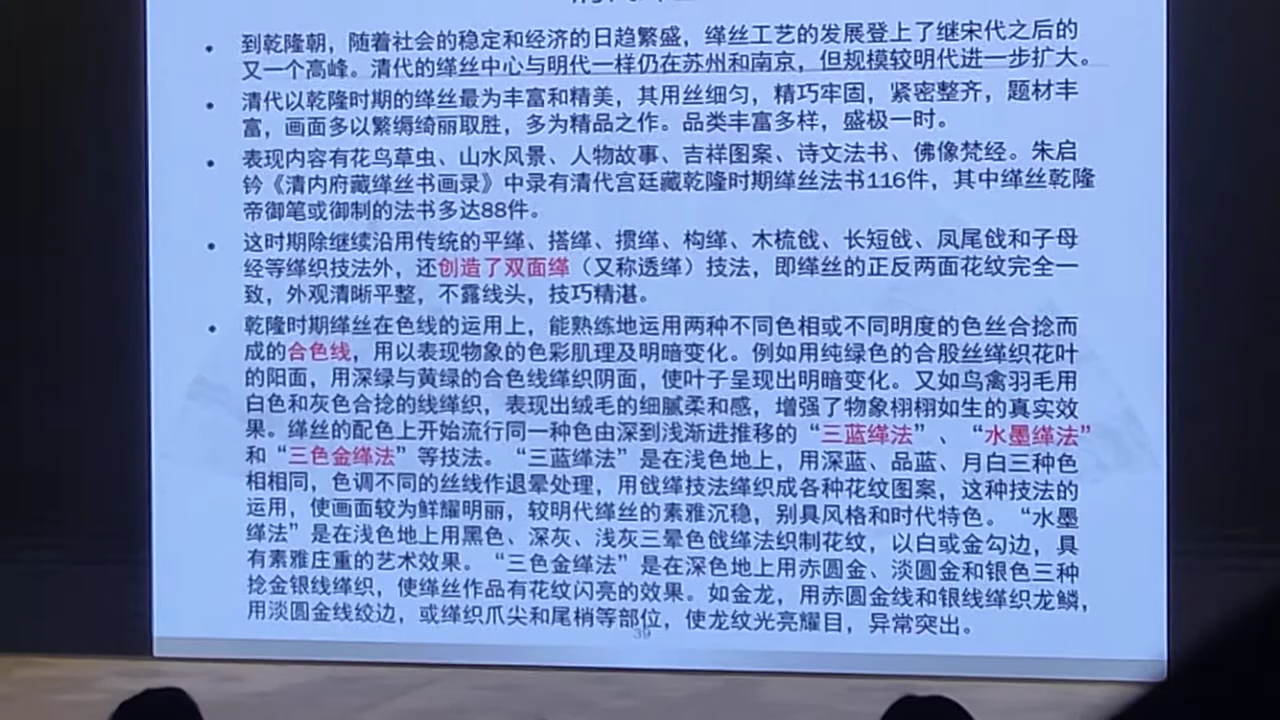 • 到乾隆朝，随着社会的稳定和经济的日趋繁盛，缂丝工艺的发展登上了继宋代之后的
又一个高峰。清代的缂丝中心与明代一样仍在苏州和南京，但规模较明代进一步扩大。
• 清代以乾隆时期的缂丝最为丰富和精美，其用丝细匀，精巧牢固，紧密整齐，题材丰
富，画面多以繁缛绮丽取胜，多为精品之作。品类丰富多样，盛极一时。
• 表现内容有花鸟草虫、山水风景、人物故事、吉祥图案、诗文法书、佛像梵经。朱启
钤《清内府藏缂丝书画录》中录有清代宫廷藏乾隆时期缂丝法书116件，其中缂丝乾隆
帝御笔或御制的法书多达88件。
• 这时期除继续沿用传统的平缂、搭缂、掼缂、构缂、木梳戗、长短戗、凤尾戗和子母
经等缂织技法外，还创造了双面缂（又称透缂）技法，即缂丝的正反两面花纹完全一
致，外观清晰平整，不露线头，技巧精湛。
• 乾隆时期缂丝在色线的运用上，能熟练地运用两种不同色相或不同明度的色丝合捻而
成的合色线，用以表现物象的色彩肌理及明暗变化。例如用纯绿色的合股丝缂织花叶
的阳面，用深绿与黄绿的合色线缂织阴面，使叶子呈现出明暗变化。又如鸟禽羽毛用
白色和灰色合捻的线缂织，表现出绒毛的细腻柔和感，增强了物象栩栩如生的真实效
果。缂丝的配色上开始流行同一种色由深到浅渐进推移的“三蓝缂法”、“水墨缂法”
和“三色金缂法”等技法。“三蓝缂法”是在浅色地上，用深蓝、品蓝、月白三种色
相相同，色调不同的丝线作退晕处理，用戗缂技法缂织成各种花纹图案，这种技法的
运用，使画面较为鲜耀明丽，较明代缂丝的素雅沉稳，别具风格和时代特色。“水墨
缂法”是在浅色地上用黑色、深灰、浅灰三晕色戗缂法织制花纹，以白或金勾边，具
有素雅庄重的艺术效果。“三色金缂法”是在深色地上用赤圆金、淡圆金和银色三种
捻金银线缂织，使缂丝作品有花纹闪亮的效果。如金龙，用赤圆金线和银线缂织龙鳞，
用淡圆金线绞边，或缂织爪尖和尾梢等部位，使龙纹光亮耀目，异常突出。
39